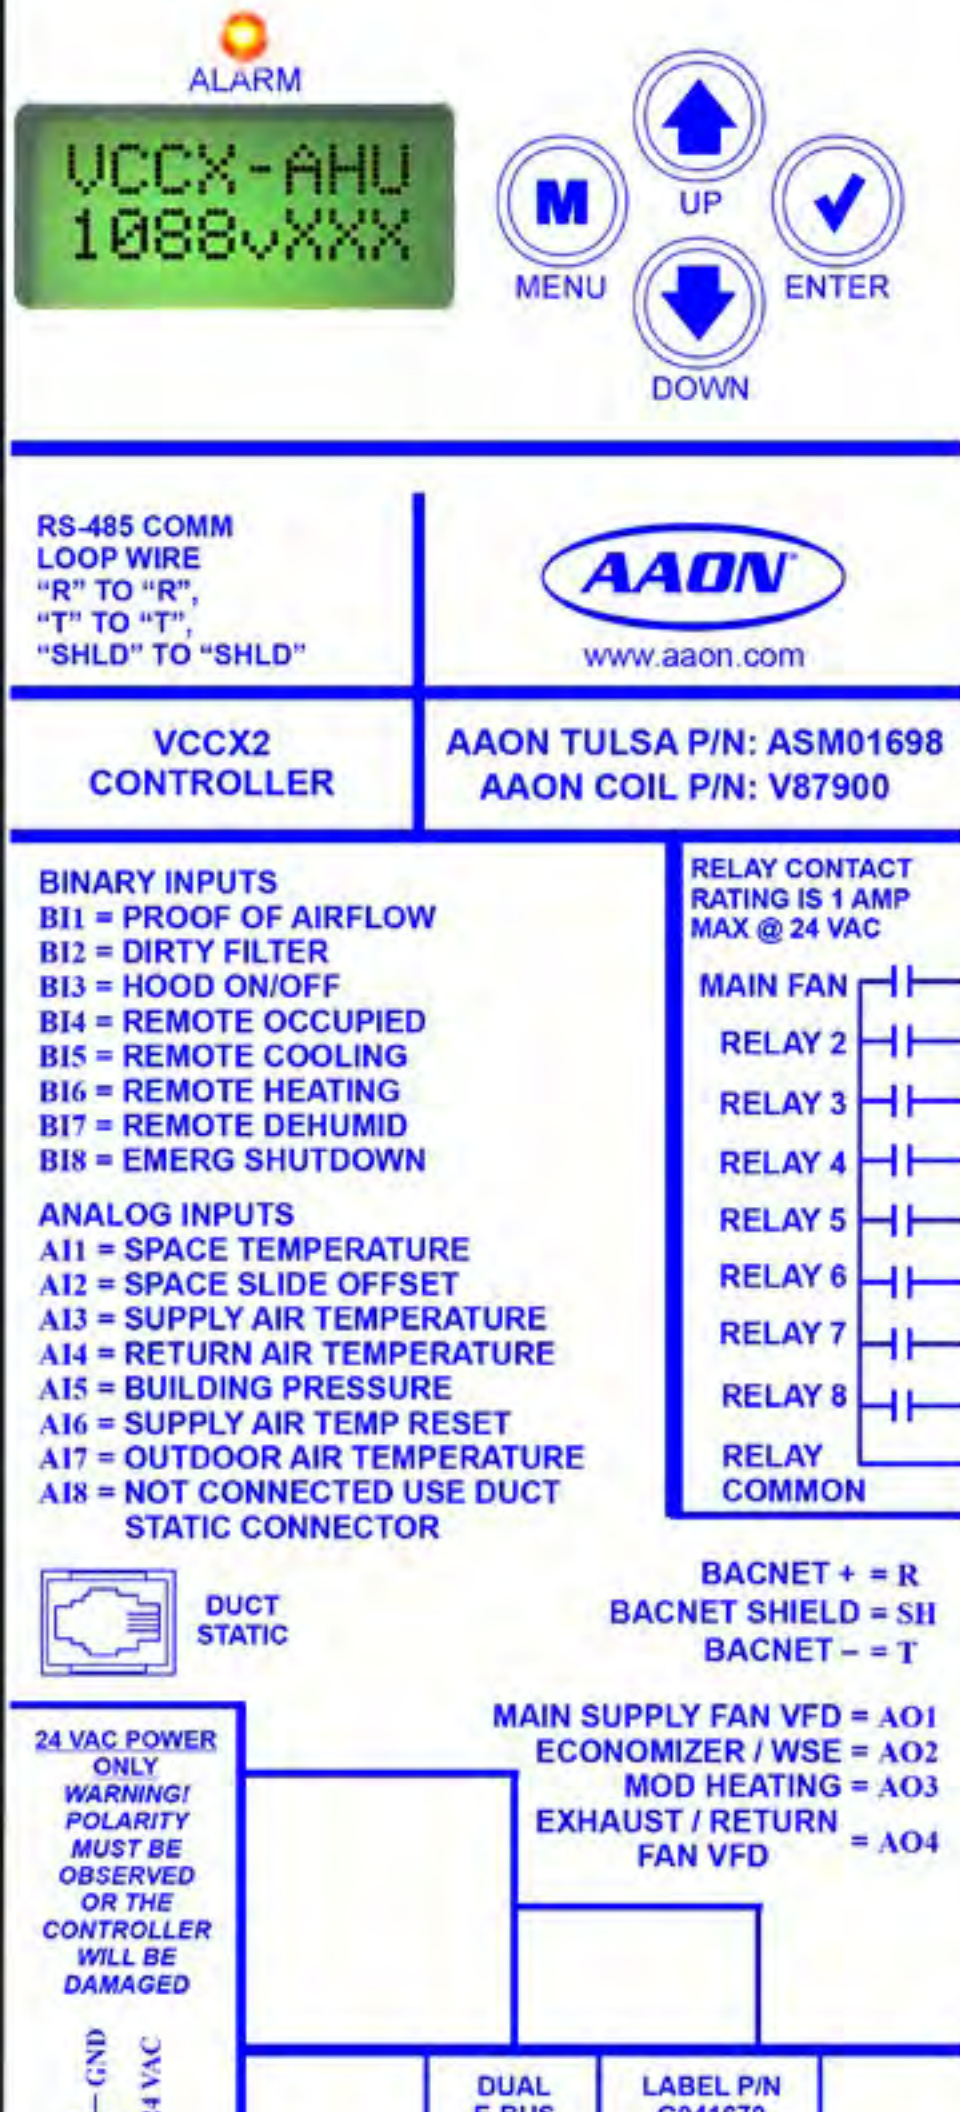 ALARM
VCCX-AHU
1088vXXX
M
MENU
UP
DOWN
ENTER
RS-485 COMM
LOOP WIRE
“R” TO “R”,
“T” TO “T”,
“SHLD” TO “SHLD”
AAON
www.aaon.com
VCCX2
CONTROLLER
AAON TULSA P/N: ASM01698
AAON COIL P/N: V87900
BINARY INPUTS
BI1 = PROOF OF AIRFLOW
BI2 = DIRTY FILTER
BI3 = HOOD ON/OFF
BI4 = REMOTE OCCUPIED
BI5 = REMOTE COOLING
BI6 = REMOTE HEATING
BI7 = REMOTE DEHUMID
BI8 = EMERG SHUTDOWN
ANALOG INPUTS
AI1 = SPACE TEMPERATURE
AI2 = SPACE SLIDE OFFSET
AI3 = SUPPLY AIR TEMPERATURE
AI4 = RETURN AIR TEMPERATURE
AI5 = BUILDING PRESSURE
AI6 = SUPPLY AIR TEMP RESET
AI7 = OUTDOOR AIR TEMPERATURE
AI8 = NOT CONNECTED USE DUCT
STATIC CONNECTOR
RELAY CONTACT
RATING IS 1 AMP
MAX @ 24 VAC
MAIN FAN
RELAY 2
RELAY 3
RELAY 4
RELAY 5
RELAY 6
RELAY 7
RELAY 8
RELAY
COMMON
DUCT
STATIC
BACNET + = R
BACNET SHIELD = SH
BACNET – = T
MAIN SUPPLY FAN VFD = AO1
ECONOMIZER / WSE = AO2
MOD HEATING = AO3
EXHAUST / RETURN
FAN VFD = AO4
24 VAC POWER
ONLY
WARNING!
POLARITY
MUST BE
OBSERVED
OR THE
CONTROLLER
WILL BE
DAMAGED
– GND
24 VAC
DUAL
LABEL P/N